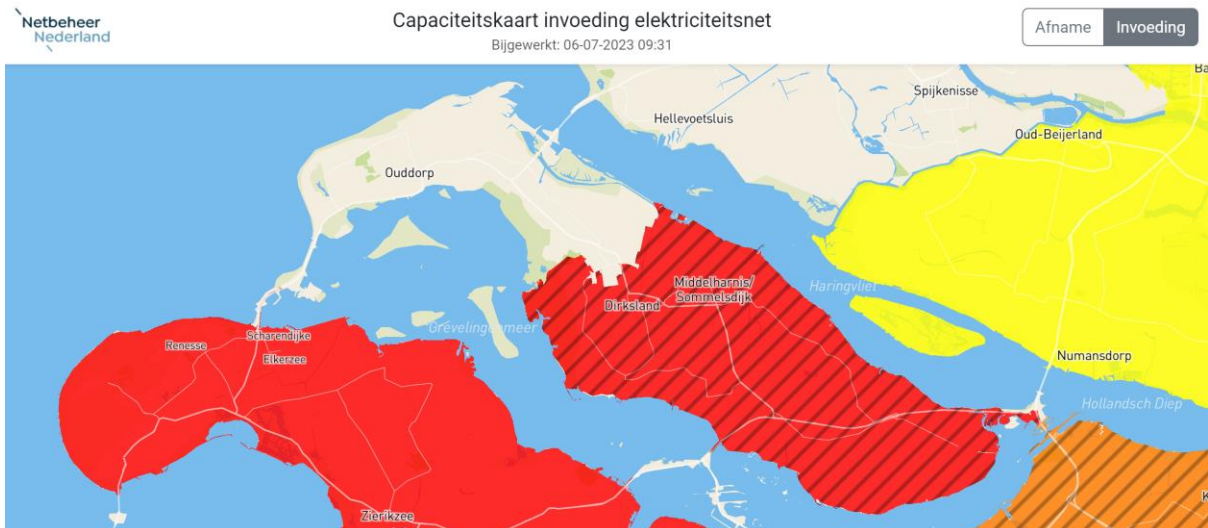 Netbeheer
Nederland
Capaciteitskaart invoeding elektriciteitsnet
Bijgewerkt: 06-07-2023 09:31
Afname
Invoeding
Spijkenisse
Hellevoetsluis
Oud-Beijerland
Ouddorp
Middelharnis/
Sommelsdijk
Haringvliet
Dirksland
Grevelingenmeer
Scharendijke
Renesse
Elkerzee
Numansdorp
Hollandsch Diep
Zierikzee